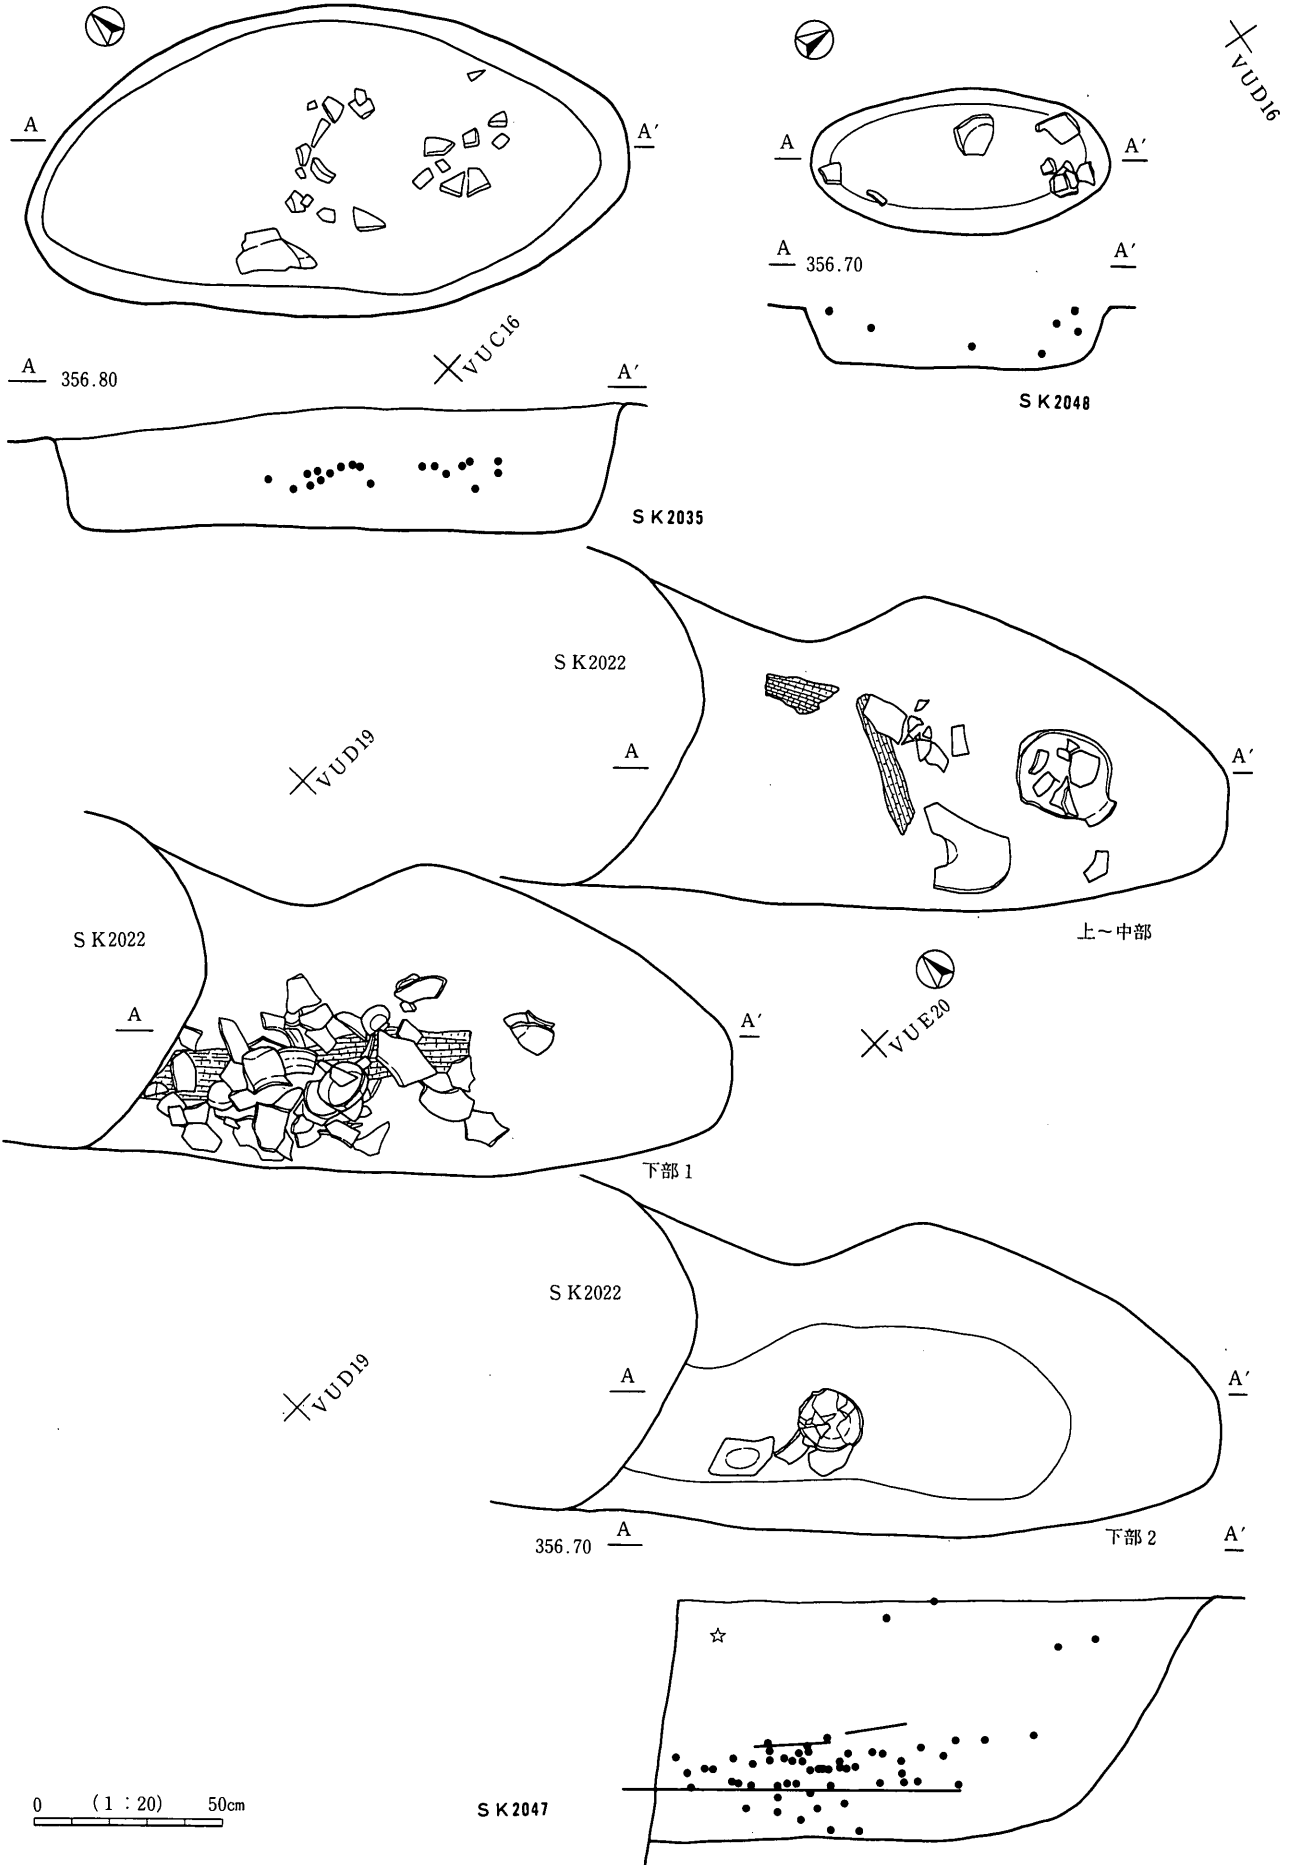 A
A′
A
A′
VUD16
A 356.70
A′
VUC16
A 356.80
A′
SK2048
SK2035
SK2022
A
A′
VUD19
上～中部
SK2022
A
A′
VUE20
下部1
SK2022
A
A′
VUD19
下部2
356.70 A
A′
☆
0 (1:20) 50cm
SK2047